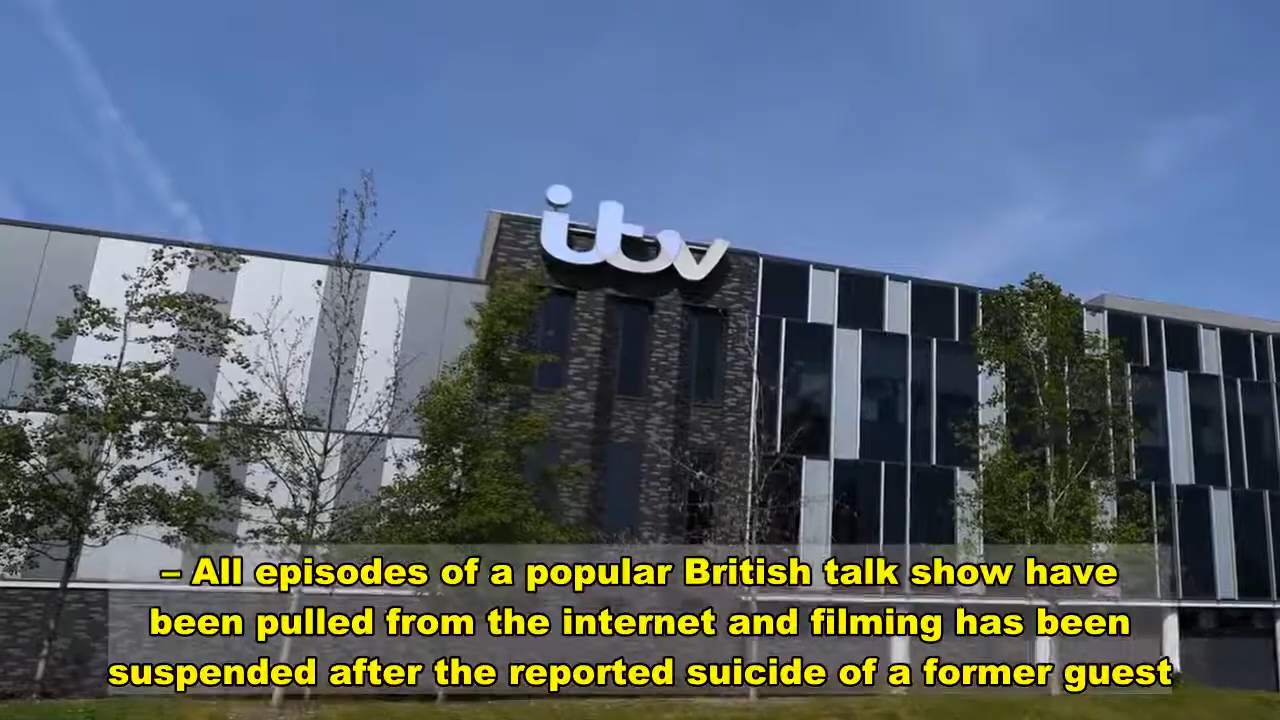 itv
– All episodes of a popular British talk show have
been pulled from the internet and filming has been
suspended after the reported suicide of a former guest